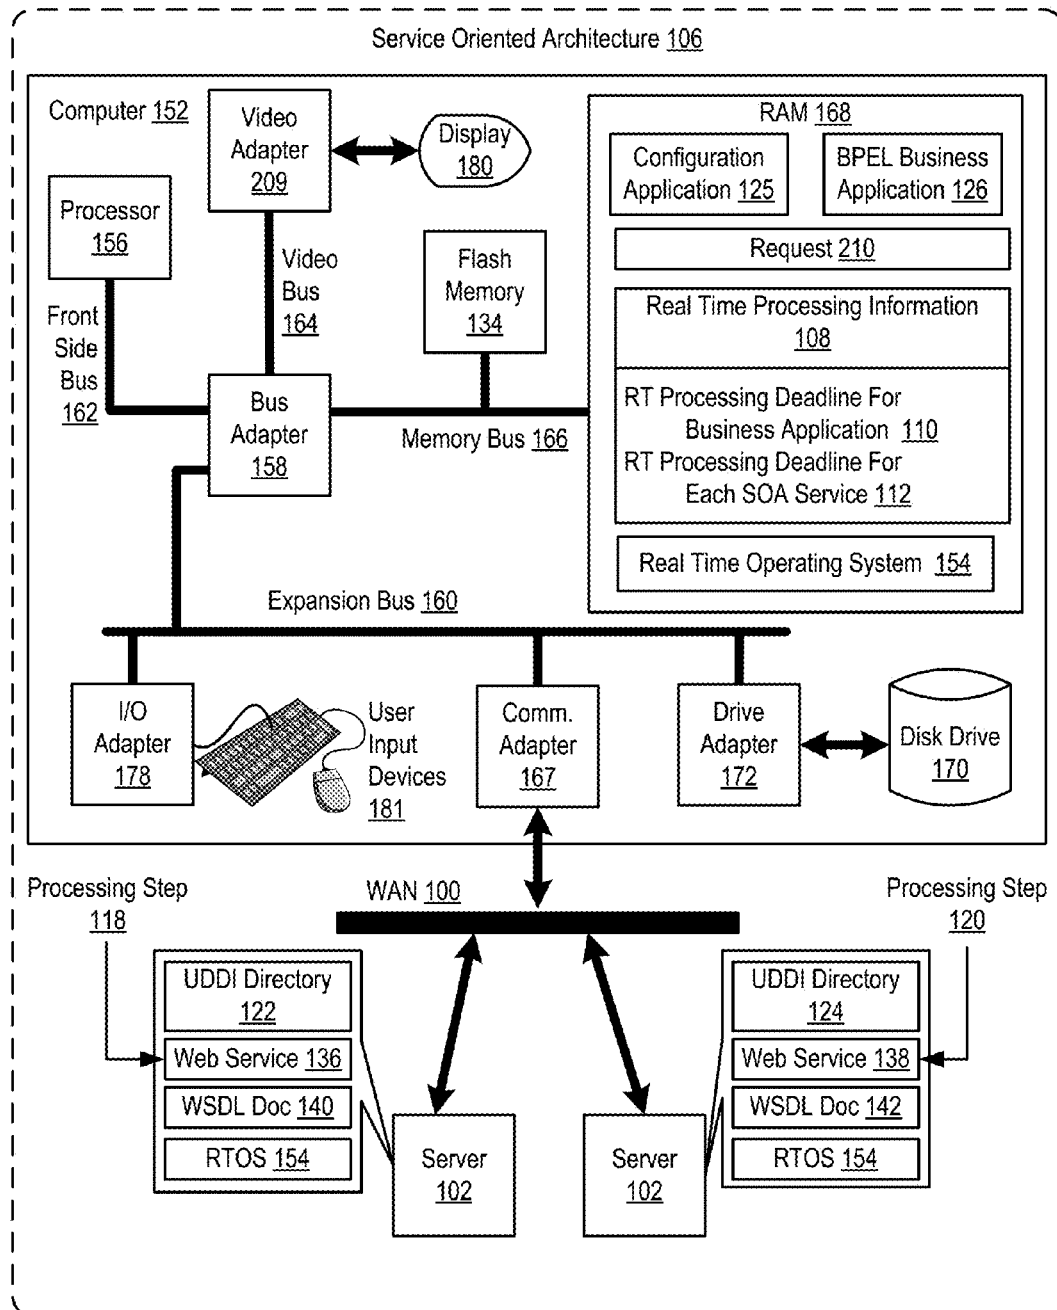 Service Oriented Architecture 106
Computer 152
Video
Adapter
209
Display
180
Processor
156
Front
Side
Bus
162
Video
Bus
164
Flash
Memory
134
Bus
Adapter
158
Memory Bus 166
RAM 168
Configuration
Application 125
BPEL Business
Application 126
Request 210
Real Time Processing Information
108
RT Processing Deadline For
Business Application 110
RT Processing Deadline For
Each SOA Service 112
Real Time Operating System 154
Expansion Bus 160
I/O
Adapter
178
User
Input
Devices
181
Comm.
Adapter
167
Drive
Adapter
172
Disk Drive
170
WAN 100
Processing Step
118
Processing Step
120
UDDI Directory
122
Web Service 136
WSDL Doc 140
RTOS 154
Server
102
Server
102
UDDI Directory
124
Web Service 138
WSDL Doc 142
RTOS 154